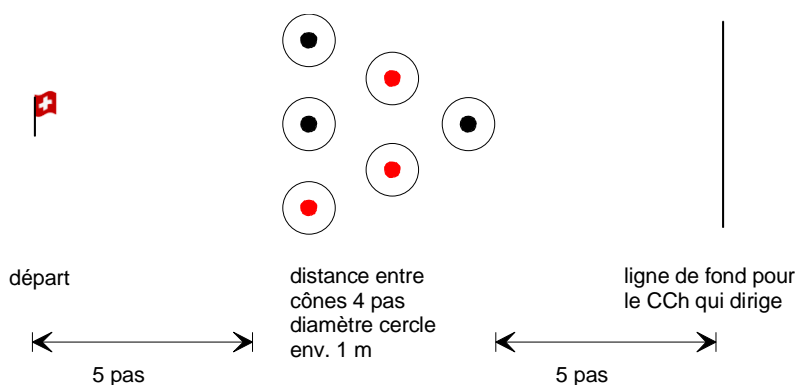 départ
distance entre
cônes 4 pas
diamètre cercle
env. 1 m
ligne de fond pour
le CCh qui dirige
5 pas
5 pas